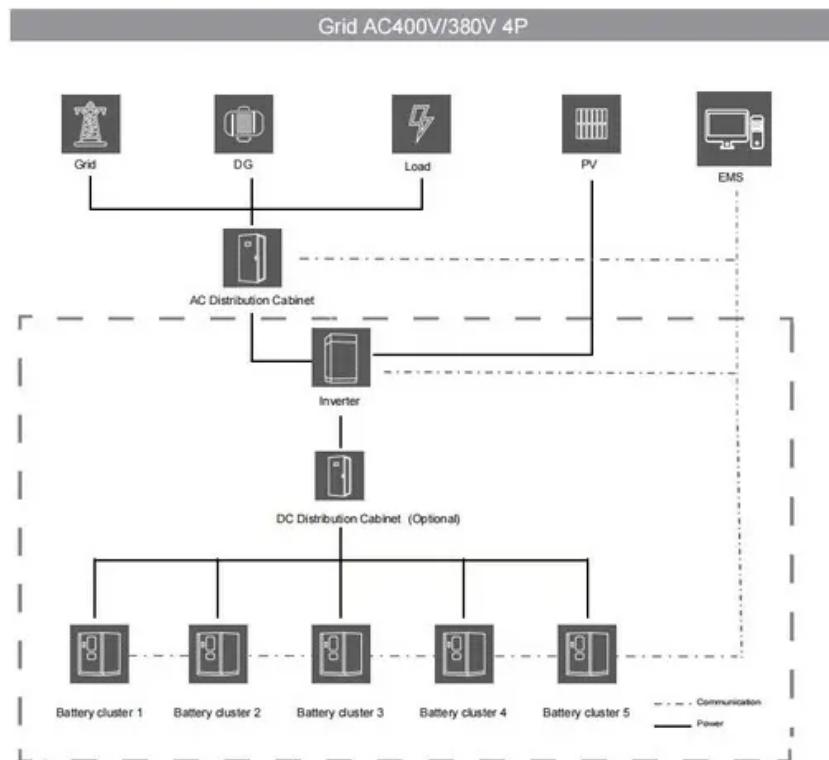 Grid AC400V/380V 4P
Grid
DG
Load
PV
EMS
AC Distribution Cabinet
Inverter
DC Distribution Cabinet (Optional)
Battery cluster 1
Battery cluster 2
Battery cluster 3
Battery cluster 4
Battery cluster 5
Communication
Power